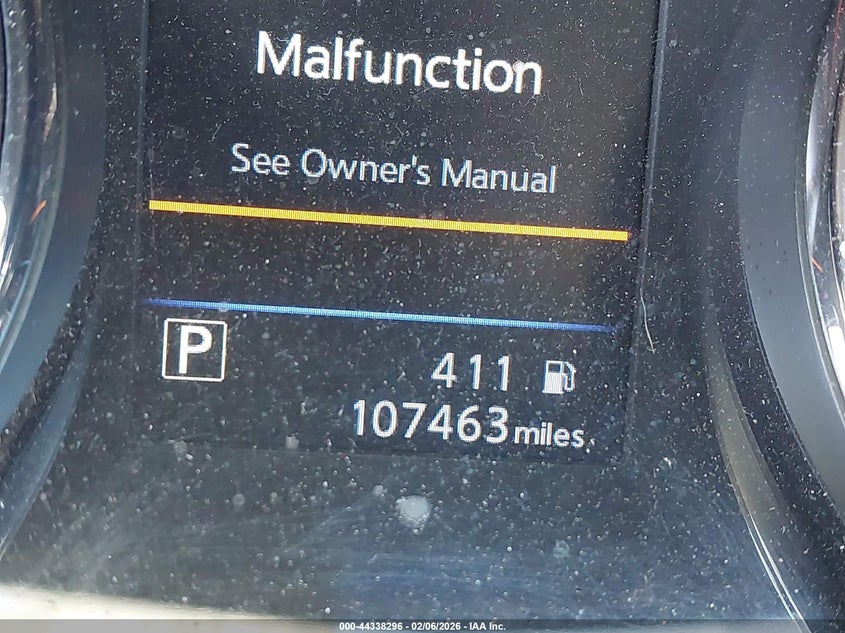 Malfunction
See Owner's Manual
P
411
107463 miles
000-44338296 - 02/06/2026 - IAA Inc.